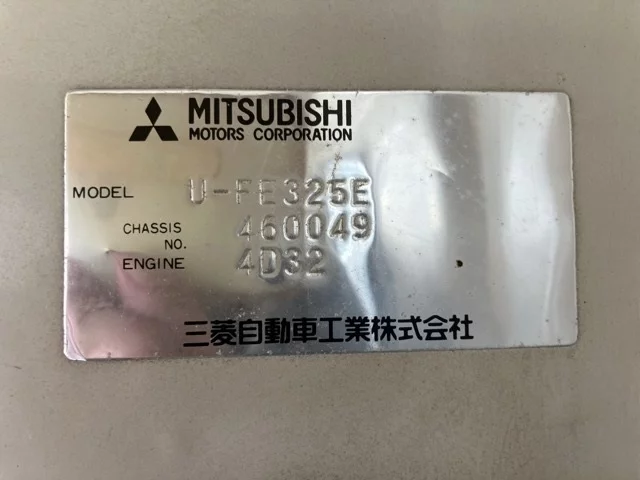 MITSUBISHI
MOTORS CORPORATION
MODEL U-FE325E
CHASSIS NO. 460049
ENGINE 4D32
三菱自動車工業株式会社